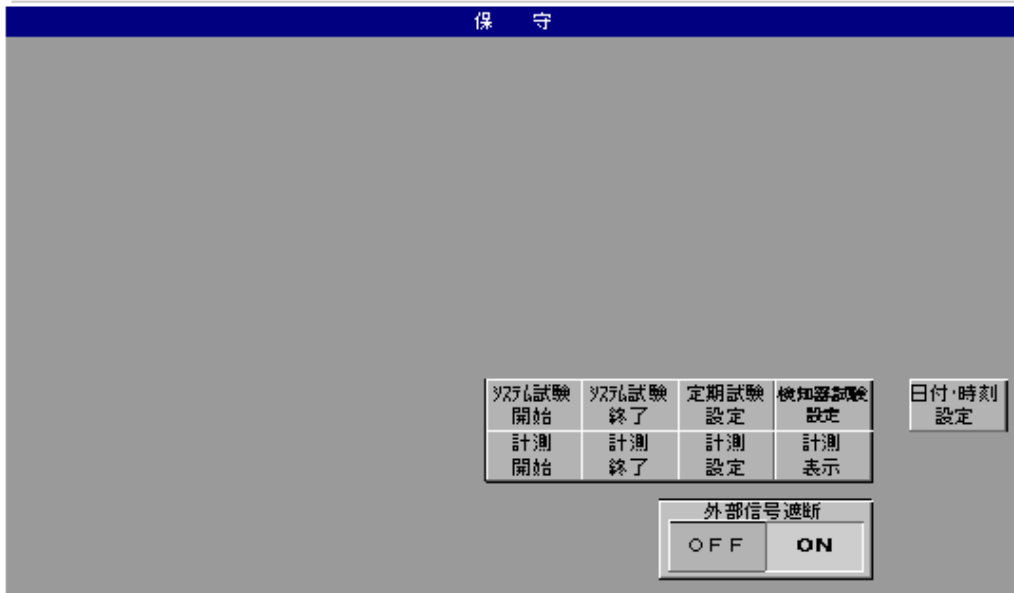 保 守
ｼｽﾃﾑ試験 ｼｽﾃﾑ試験 定期試験 検知器試験 日付･時刻
開始 終了 設定 設定 設定
計測 計測 計測 計測
開始 終了 設定 表示
外部信号遮断
ＯＦＦ ON